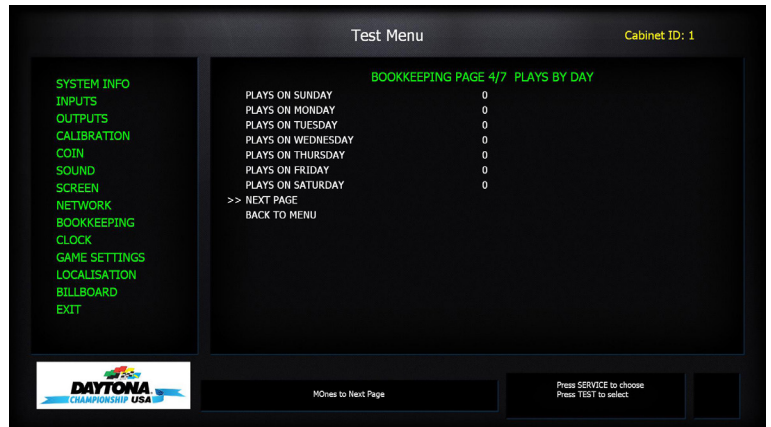 Test Menu
Cabinet ID: 1
SYSTEM INFO
INPUTS
OUTPUTS
CALIBRATION
COIN
SOUND
SCREEN
NETWORK
BOOKKEEPING
CLOCK
GAME SETTINGS
LOCALISATION
BILLBOARD
EXIT
BOOKKEEPING PAGE 4/7 PLAYS BY DAY
PLAYS ON SUNDAY 0
PLAYS ON MONDAY 0
PLAYS ON TUESDAY 0
PLAYS ON WEDNESDAY 0
PLAYS ON THURSDAY 0
PLAYS ON FRIDAY 0
PLAYS ON SATURDAY 0
>> NEXT PAGE
BACK TO MENU
DAYTONA
CHAMPIONSHIP USA
MOnes to Next Page
Press SERVICE to choose
Press TEST to select